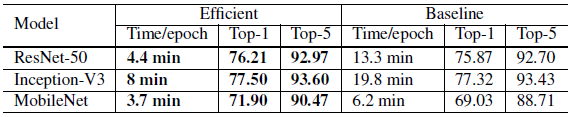 Model Efficient Baseline
Time/epoch Top-1 Top-5 Time/epoch Top-1 Top-5
ResNet-50 4.4 min 76.21 92.97 13.3 min 75.87 92.70
Inception-V3 8 min 77.50 93.60 19.8 min 77.32 93.43
MobileNet 3.7 min 71.90 90.47 6.2 min 69.03 88.71